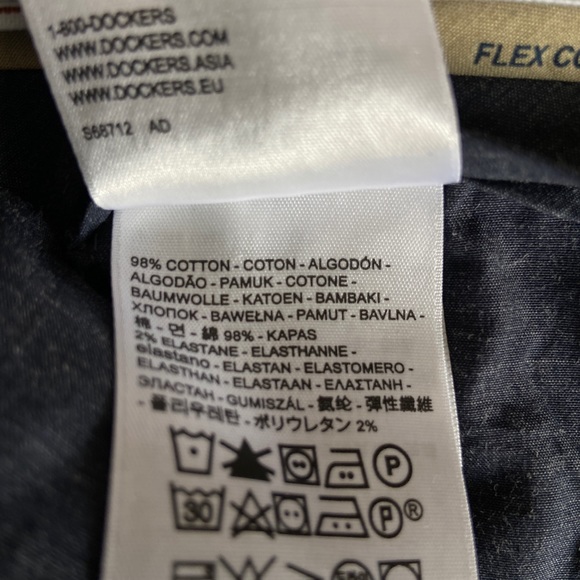 1-800-DOCKERS
WWW.DOCKERS.COM
WWW.DOCKERS.ASIA
WWW.DOCKERS.EU
S68712 AD
FLEX CO
98% COTTON - COTON - ALGODÓN -
ALGODÃO - PAMUK - COTONE -
BAUMWOLLE - KATOEN - BAMBAKI -
ХЛОПОК - BAWEŁNA - PAMUT - BAVLNA -
棉 - 면 - 綿 98% - KAPAS
2% ELASTANE - ELASTHANNE -
elastano - ELASTAN - ELASTOMERO -
ELASTHAN - ELASTAAN - ΕΛΑΣΤΑΝΗ -
ЭЛАСТАН - GUMISZÁL - 氨纶 - 彈性纖維
- 폴리우레탄 - ポリウレタン 2%
P
30 P®